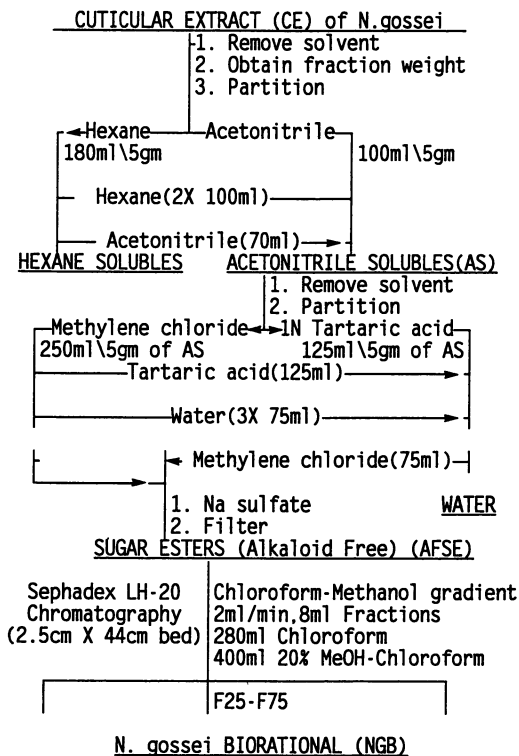 CUTICULAR EXTRACT (CE) of N.gossei
1. Remove solvent
2. Obtain fraction weight
3. Partition
Hexane Acetonitrile
180ml\5gm 100ml\5gm
Hexane(2X 100ml)
Acetonitrile(70ml)
HEXANE SOLUBLES ACETONITRILE SOLUBLES(AS)
1. Remove solvent
2. Partition
Methylene chloride 1N Tartaric acid
250ml\5gm of AS 125ml\5gm of AS
Tartaric acid(125ml)
Water(3X 75ml)
Methylene chloride(75ml)
1. Na sulfate WATER
2. Filter
SUGAR ESTERS (Alkaloid Free) (AFSE)
Sephadex LH-20 Chloroform-Methanol gradient
Chromatography 2ml/min,8ml Fractions
(2.5cm X 44cm bed) 280ml Chloroform
400ml 20% MeOH-Chloroform
F25-F75
N. gossei BIORATIONAL (NGB)